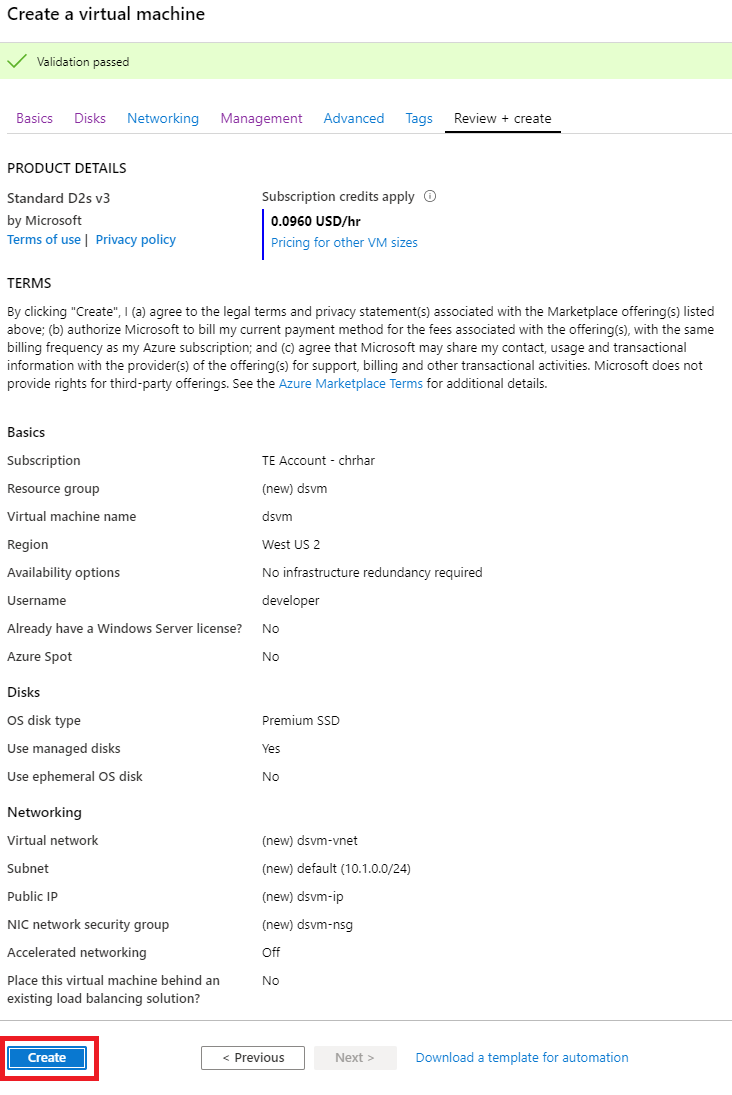 Create a virtual machine
Validation passed
Basics Disks Networking Management Advanced Tags Review + create
PRODUCT DETAILS
Standard D2s v3
by Microsoft
Terms of use | Privacy policy
Subscription credits apply
0.0960 USD/hr
Pricing for other VM sizes
TERMS
By clicking "Create", I (a) agree to the legal terms and privacy statement(s) associated with the Marketplace offering(s) listed
above; (b) authorize Microsoft to bill my current payment method for the fees associated with the offering(s), with the same
billing frequency as my Azure subscription; and (c) agree that Microsoft may share my contact, usage and transactional
information with the provider(s) of the offering(s) for support, billing and other transactional activities. Microsoft does not
provide rights for third-party offerings. See the Azure Marketplace Terms for additional details.
Basics
Subscription TE Account - chrhar
Resource group (new) dsvm
Virtual machine name dsvm
Region West US 2
Availability options No infrastructure redundancy required
Username developer
Already have a Windows Server license? No
Azure Spot No
Disks
OS disk type Premium SSD
Use managed disks Yes
Use ephemeral OS disk No
Networking
Virtual network (new) dsvm-vnet
Subnet (new) default (10.1.0.0/24)
Public IP (new) dsvm-ip
NIC network security group (new) dsvm-nsg
Accelerated networking Off
Place this virtual machine behind an No
existing load balancing solution?
Create < Previous Next > Download a template for automation